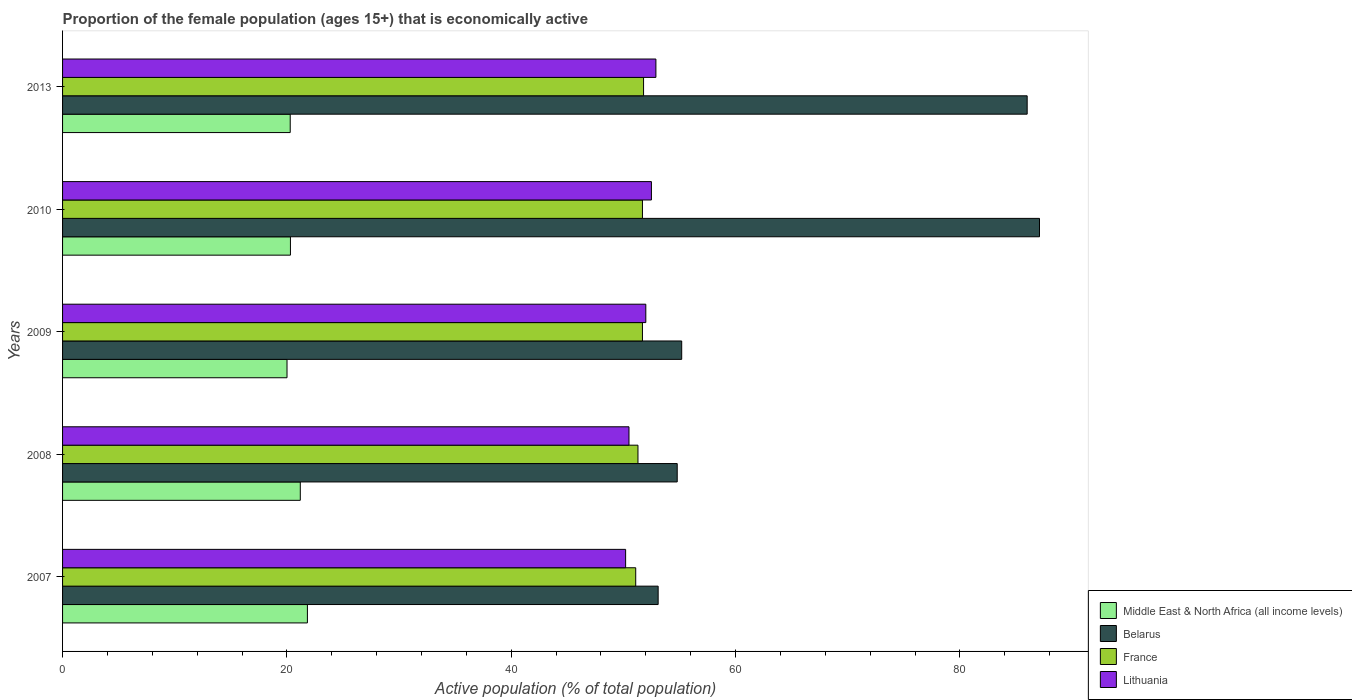 Proportion of the female population (ages 15+) that is economically active
2013
2010
2009
2008
2007
Years
0
20
40
60
80
Active population (% of total population)
Middle East & North Africa (all income levels)
Belarus
France
Lithuania